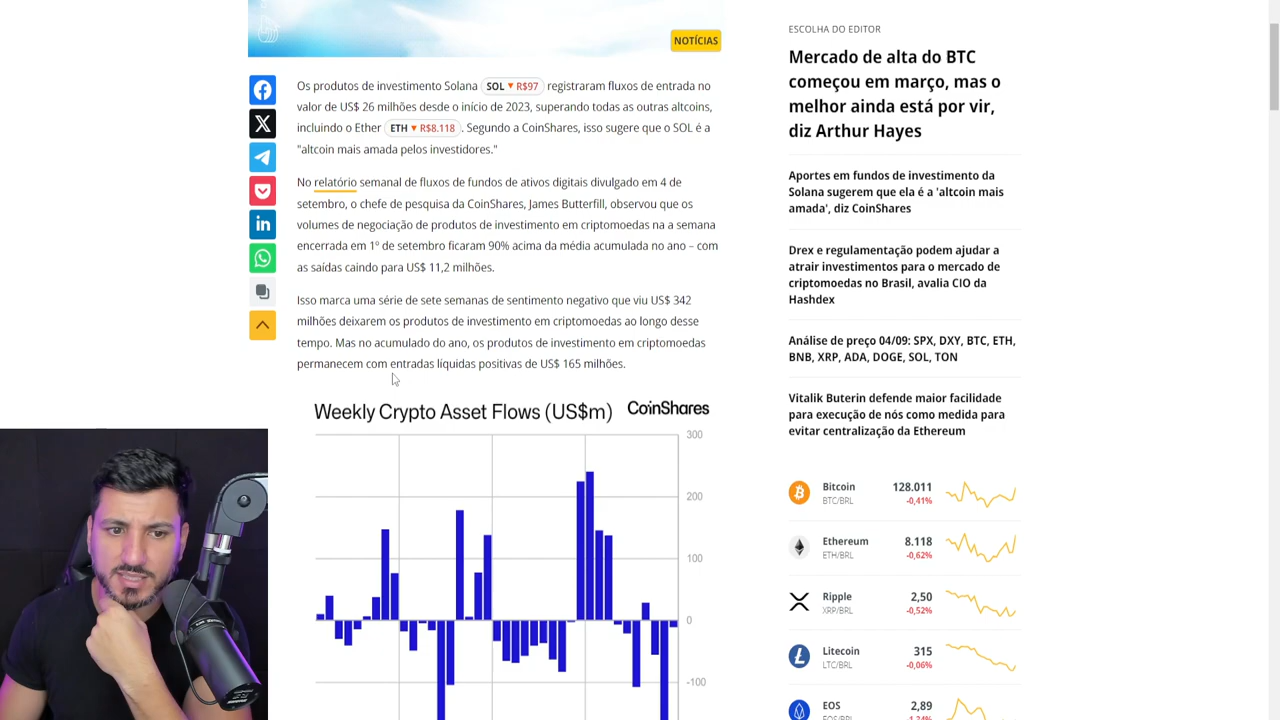 NOTÍCIAS
Os produtos de investimento Solana SOL ▼ R$97 registraram fluxos de entrada no
valor de US$ 26 milhões desde o início de 2023, superando todas as outras altcoins,
incluindo o Ether ETH ▼ R$8.118 . Segundo a CoinShares, isso sugere que o SOL é a
"altcoin mais amada pelos investidores."
No relatório semanal de fluxos de fundos de ativos digitais divulgado em 4 de
setembro, o chefe de pesquisa da CoinShares, James Butterfill, observou que os
volumes de negociação de produtos de investimento em criptomoedas na a semana
encerrada em 1º de setembro ficaram 90% acima da média acumulada no ano – com
as saídas caindo para US$ 11,2 milhões.
Isso marca uma série de sete semanas de sentimento negativo que viu US$ 342
milhões deixarem os produtos de investimento em criptomoedas ao longo desse
tempo. Mas no acumulado do ano, os produtos de investimento em criptomoedas
permanecem com entradas líquidas positivas de US$ 165 milhões.
Weekly Crypto Asset Flows (US$m) CoinShares
300
200
100
0
-100
ESCOLHA DO EDITOR
Mercado de alta do BTC
começou em março, mas o
melhor ainda está por vir,
diz Arthur Hayes
Aportes em fundos de investimento da
Solana sugerem que ela é a 'altcoin mais
amada', diz CoinShares
Drex e regulamentação podem ajudar a
atrair investimentos para o mercado de
criptomoedas no Brasil, avalia CIO da
Hashdex
Análise de preço 04/09: SPX, DXY, BTC, ETH,
BNB, XRP, ADA, DOGE, SOL, TON
Vitalik Buterin defende maior facilidade
para execução de nós como medida para
evitar centralização da Ethereum
Bitcoin 128.011
BTC/BRL -0,41%
Ethereum 8.118
ETH/BRL -0,62%
Ripple 2,50
XRP/BRL -0,52%
Litecoin 315
LTC/BRL -0,06%
EOS 2,89
EOS/BRL -1,24%